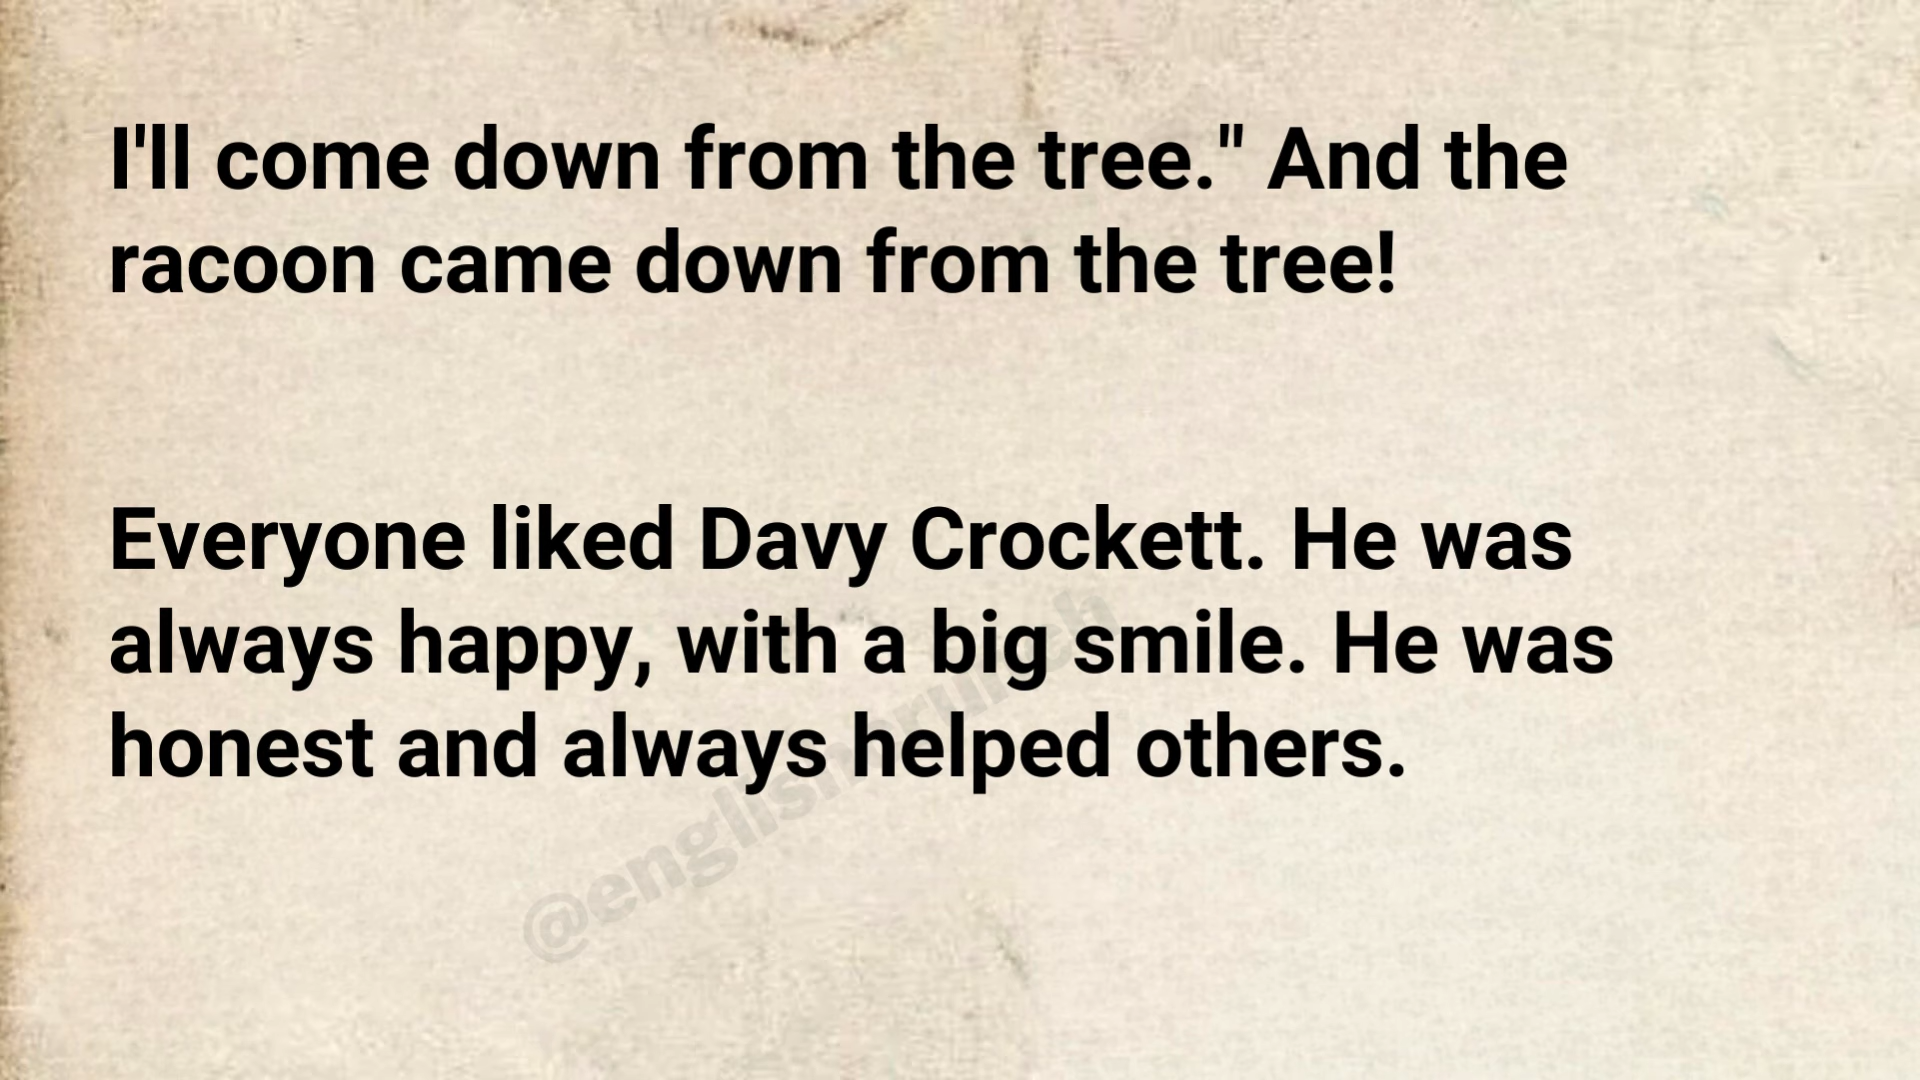 I'll come down from the tree." And the
racoon came down from the tree!
Everyone liked Davy Crockett. He was
always happy, with a big smile. He was
honest and always helped others.